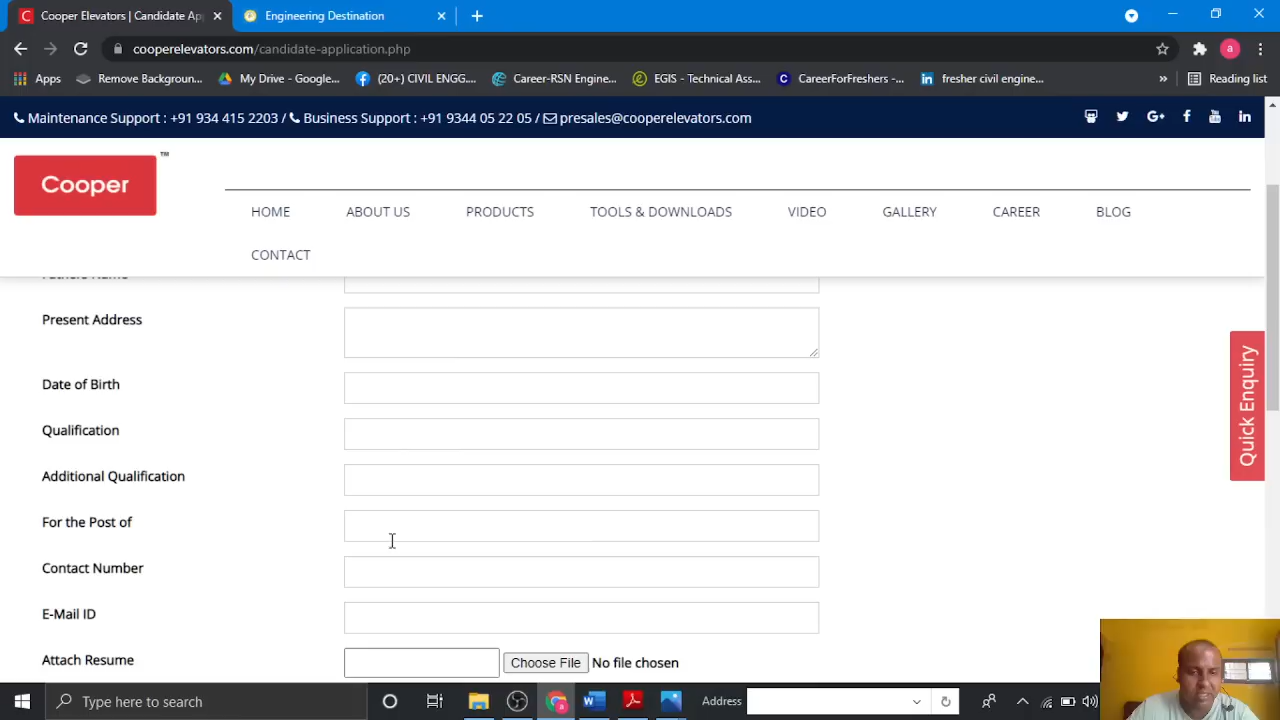 Cooper Elevators | Candidate Ap
Engineering Destination
cooperelevators.com/candidate-application.php
a
Apps
Remove Backgroun...
My Drive - Google...
(20+) CIVIL ENGG....
Career-RSN Engine...
EGIS - Technical Ass...
CareerForFreshers -...
fresher civil engine...
»
Reading list
Maintenance Support : +91 934 415 2203 / Business Support : +91 9344 05 22 05 / presales@cooperelevators.com
Cooper ™
HOME
ABOUT US
PRODUCTS
TOOLS & DOWNLOADS
VIDEO
GALLERY
CAREER
BLOG
CONTACT
Present Address
Date of Birth
Qualification
Additional Qualification
For the Post of
Contact Number
E-Mail ID
Attach Resume
Choose File No file chosen
Quick Enquiry
Type here to search
Address